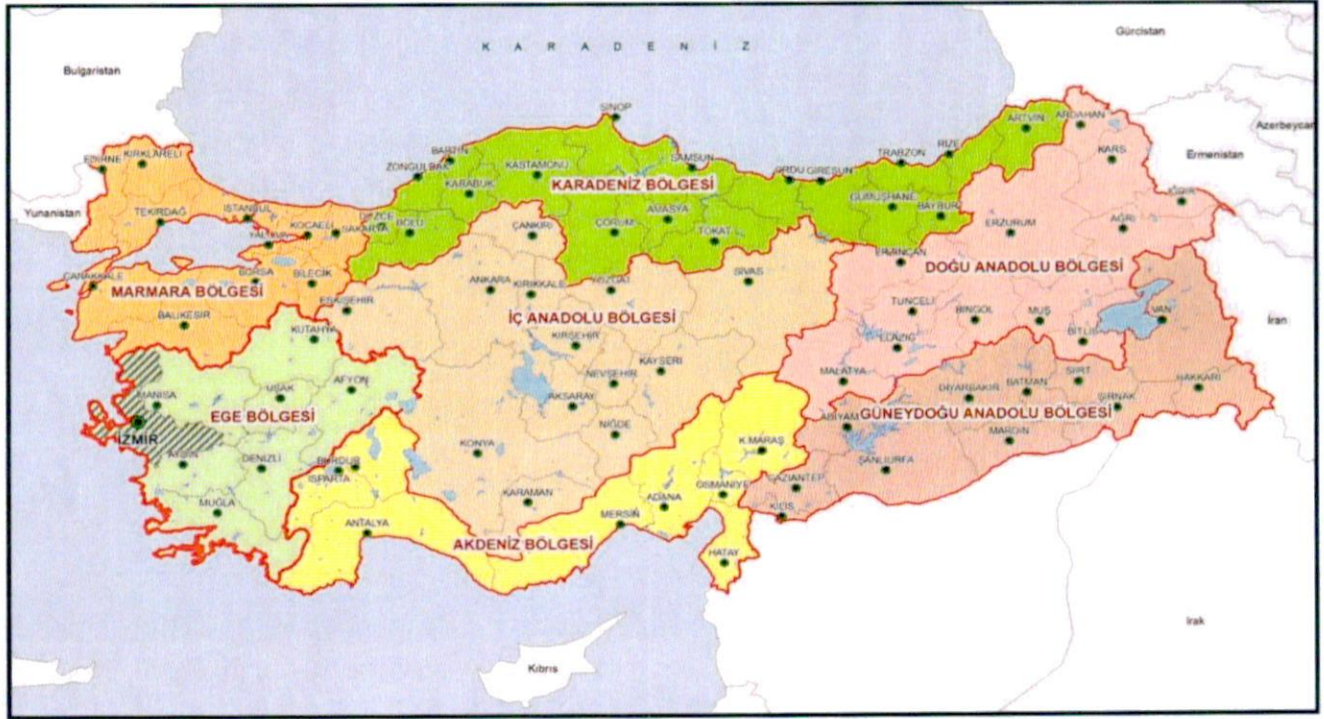 KARADENİZ
Gürcistan
Bulgaristan
SİNOP
ARTVİN
ARDAHAN
Azerbeycan
EDİRNE
KIRKLARELİ
BARTIN
ZONGULDAK
KASTAMONU
SAMSUN
TRABZON
RİZE
KARS
Ermenistan
KARABÜK
KARADENİZ BÖLGESİ
ORDU
GİRESUN
GÜMÜŞHANE
IĞDIR
Yunanistan
TEKİRDAĞ
İSTANBUL
KOCAELİ
SAKARYA
DÜZCE
BOLU
ÇANKIRI
ÇORUM
AMASYA
TOKAT
BAYBURT
ERZURUM
AĞRI
YALOVA
ÇANAKKALE
BURSA
BİLECİK
MARMARA BÖLGESİ
ESKİŞEHİR
ANKARA
KIRIKKALE
YOZGAT
SİVAS
ERZİNCAN
DOĞU ANADOLU BÖLGESİ
BALIKESİR
KÜTAHYA
İÇ ANADOLU BÖLGESİ
TUNCELİ
BİNGÖL
MUŞ
VAN
İran
KIRŞEHİR
ELAZIĞ
BİTLİS
MANİSA
UŞAK
AFYON
NEVŞEHİR
KAYSERİ
MALATYA
DİYARBAKIR
BATMAN
SİİRT
HAKKARİ
EGE BÖLGESİ
AKSARAY
ADIYAMAN
GÜNEYDOĞU ANADOLU BÖLGESİ
ŞIRNAK
İZMİR
NİĞDE
MARDİN
AYDIN
DENİZLİ
BURDUR
ISPARTA
KONYA
K.MARAŞ
ŞANLIURFA
MUĞLA
KARAMAN
ADANA
OSMANİYE
GAZİANTEP
ANTALYA
MERSİN
KİLİS
AKDENİZ BÖLGESİ
HATAY
Kıbrıs
Irak